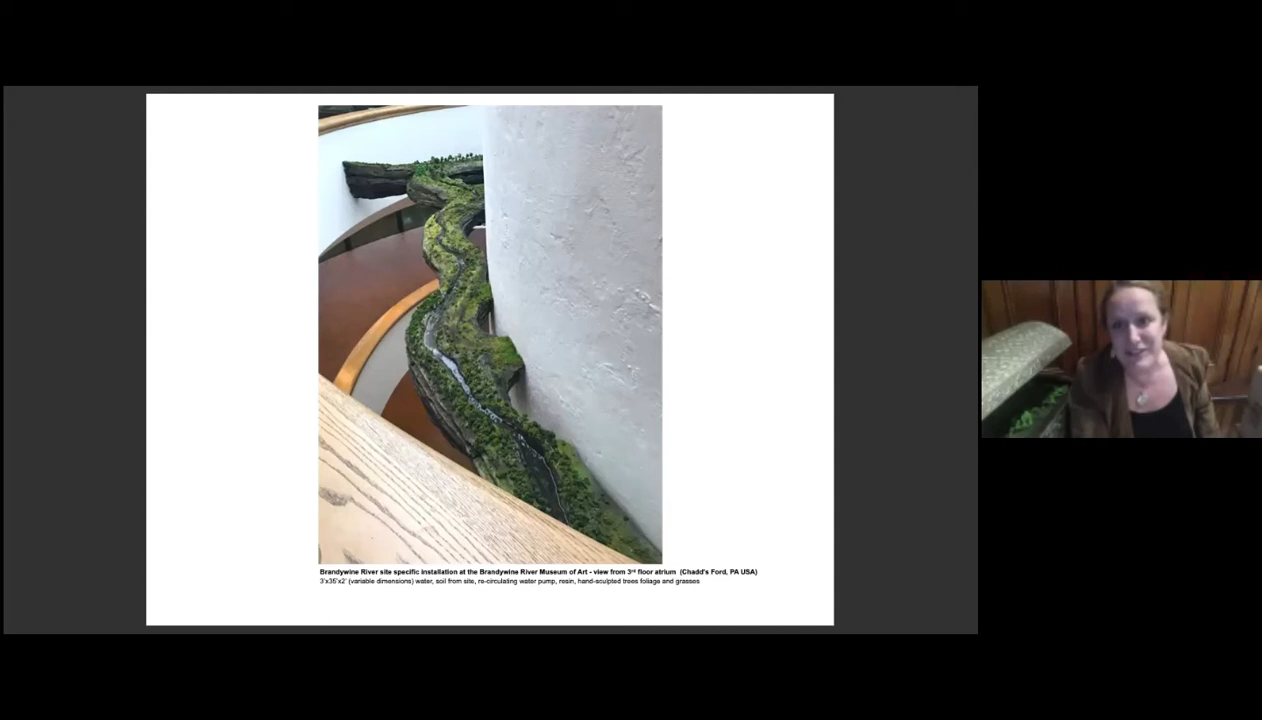 Brandywine River site specific installation at the Brandywine River Museum of Art - view from 3rd floor atrium (Chadd's Ford, PA USA)
3'x35'x2' (variable dimensions) water, soil from site, re-circulating water pump, resin, hand-sculpted trees foliage and grasses